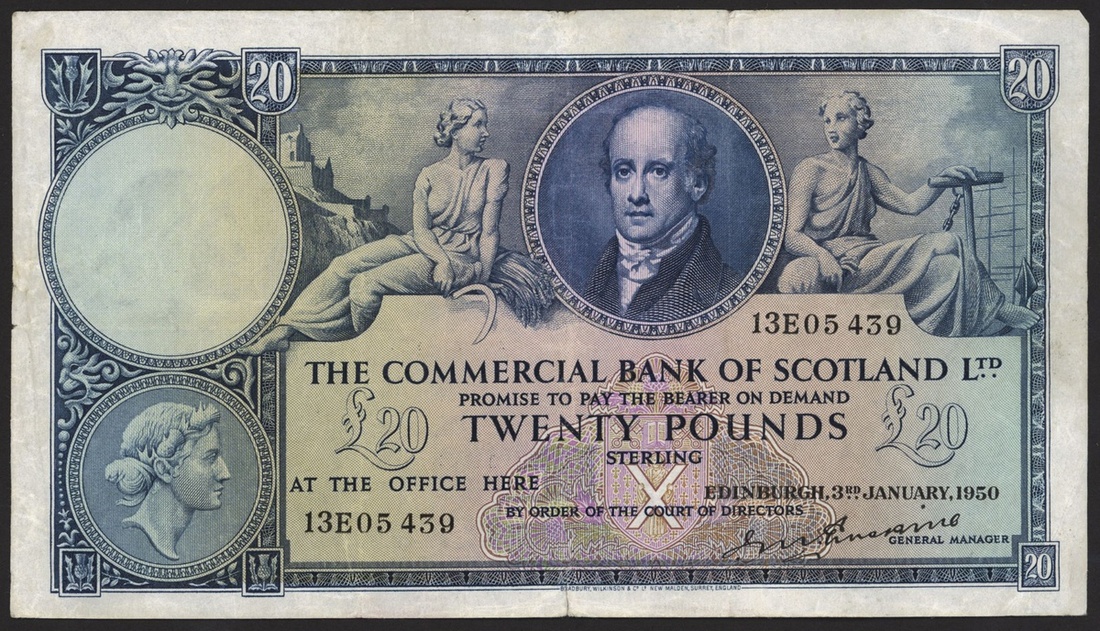 20
20
13E05 439
THE COMMERCIAL BANK OF SCOTLAND LTD
PROMISE TO PAY THE BEARER ON DEMAND
£20 TWENTY POUNDS £20
STERLING
AT THE OFFICE HERE
EDINBURGH, 3RD JANUARY, 1950
13E05 439
BY ORDER OF THE COURT OF DIRECTORS
X
GENERAL MANAGER
20
BRADBURY, WILKINSON & Co LD NEW MALDEN, SURREY, ENGLAND